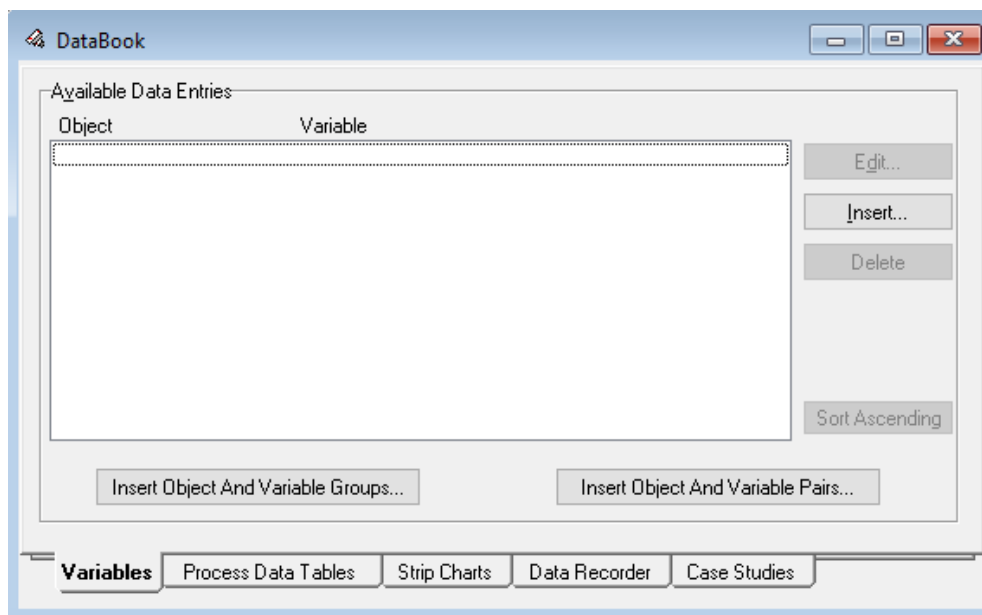 DataBook
Available Data Entries
Object Variable
Edit...
Insert...
Delete
Sort Ascending
Insert Object And Variable Groups... Insert Object And Variable Pairs...
Variables Process Data Tables Strip Charts Data Recorder Case Studies